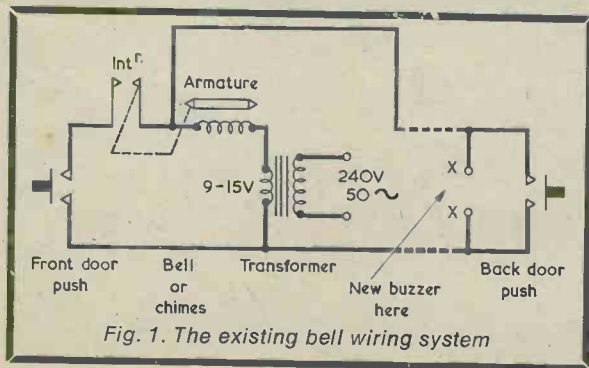 Intr.
Armature
9-15V
240V
50 ~
X
X
Front door
push
Bell
or
chimes
Transformer
New buzzer
here
Back door
push
Fig. 1. The existing bell wiring system